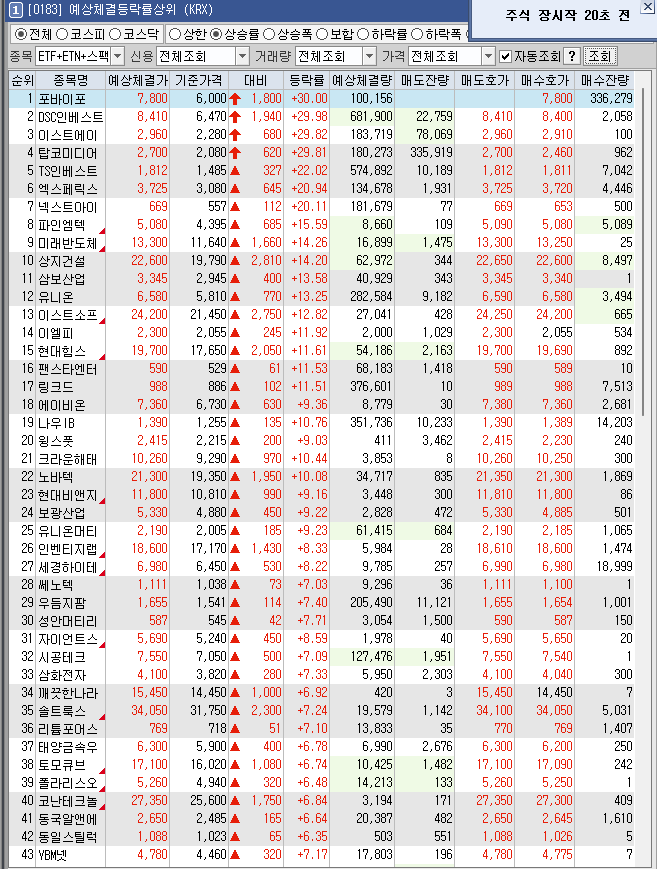 1 [0183] 예상체결등락률상위 (KRX)
주식 장시작 20초 전
전체 코스피 코스닥 상한 상승률 상승폭 보합 하락률 하락폭
종목 ETF+ETN+스팩 신용 전체조회 거래량 전체조회 가격 전체조회 자동조회 ? 조회
순위 종목명 예상체결가 기준가격 대비 등락률 예상체결량 매도잔량 매도호가 매수호가 매수잔량
1 포바이포 7,800 6,000 1,800 +30.00 100,156 7,800 336,279
2 DSC인베스트 8,410 6,470 1,940 +29.98 681,900 22,759 8,410 8,400 2,058
3 이스트에이 2,960 2,280 680 +29.82 183,719 78,069 2,960 2,910 100
4 탑코미디어 2,700 2,080 620 +29.81 180,273 335,919 2,700 2,460 962
5 TS인베스트 1,812 1,485 327 +22.02 574,892 10,189 1,812 1,811 7,042
6 엑스페릭스 3,725 3,080 645 +20.94 134,678 1,931 3,725 3,720 4,446
7 넥스트아이 669 557 112 +20.11 181,679 77 669 653 500
8 파인엠텍 5,080 4,395 685 +15.59 8,660 109 5,090 5,080 5,089
9 미래반도체 13,300 11,640 1,660 +14.26 16,899 1,475 13,300 13,250 25
10 상지건설 22,600 19,790 2,810 +14.20 62,972 344 22,650 22,600 8,497
11 삼보산업 3,345 2,945 400 +13.58 40,929 343 3,345 3,340 1
12 유니온 6,580 5,810 770 +13.25 282,584 9,182 6,590 6,580 3,494
13 이스트소프 24,200 21,450 2,750 +12.82 27,041 428 24,250 24,200 665
14 이엘피 2,300 2,055 245 +11.92 2,000 1,029 2,300 2,055 534
15 현대힘스 19,700 17,650 2,050 +11.61 54,186 2,163 19,700 19,690 892
16 팬스타엔터 590 529 61 +11.53 68,183 1,418 590 589 10
17 링크드 988 886 102 +11.51 376,601 10 989 988 7,513
18 에이비온 7,360 6,730 630 +9.36 8,779 30 7,380 7,360 2,681
19 나우IB 1,390 1,255 135 +10.76 351,736 10,233 1,390 1,389 14,203
20 윙스풋 2,415 2,215 200 +9.03 411 3,462 2,415 2,230 240
21 크라운해태 10,260 9,290 970 +10.44 3,853 8 10,260 10,250 300
22 노바텍 21,300 19,350 1,950 +10.08 34,717 835 21,350 21,300 1,869
23 현대비앤지 11,800 10,810 990 +9.16 3,448 300 11,810 11,800 86
24 보광산업 5,330 4,880 450 +9.22 2,828 472 5,330 4,885 501
25 유니온머티 2,190 2,005 185 +9.23 61,415 684 2,190 2,185 1,065
26 인벤티지랩 18,600 17,170 1,430 +8.33 5,984 28 18,610 18,600 1,474
27 세경하이테 6,980 6,450 530 +8.22 9,785 257 6,990 6,980 18,999
28 쎄노텍 1,111 1,038 73 +7.03 9,296 36 1,111 1,100 1
29 우듬지팜 1,655 1,541 114 +7.40 205,490 11,121 1,655 1,654 1,001
30 성안머티리 587 545 42 +7.71 3,054 1,500 590 587 150
31 자이언트스 5,690 5,240 450 +8.59 1,978 40 5,690 5,650 20
32 시공테크 7,550 7,050 500 +7.09 127,476 1,951 7,550 7,540 1
33 삼화전자 4,100 3,820 280 +7.33 5,950 2,303 4,100 4,040 300
34 깨끗한나라 15,450 14,450 1,000 +6.92 420 3 15,450 14,450 7
35 솔트룩스 34,050 31,750 2,300 +7.24 19,579 1,142 34,100 34,050 5,031
36 리튬포어스 769 718 51 +7.10 13,833 35 770 769 1,407
37 태양금속우 6,300 5,900 400 +6.78 6,990 2,676 6,300 6,200 250
38 토모큐브 17,100 16,020 1,080 +6.74 10,425 1,482 17,100 17,090 242
39 폴라리스오 5,260 4,940 320 +6.48 14,213 133 5,260 5,250 1
40 코난테크놀 27,350 25,600 1,750 +6.84 3,194 171 27,350 27,300 409
41 동국알앤에 2,650 2,485 165 +6.64 20,387 482 2,650 2,645 1,610
42 동일스틸럭 1,088 1,023 65 +6.35 503 551 1,088 1,026 5
43 YBM넷 4,780 4,460 320 +7.17 17,803 196 4,780 4,775 7